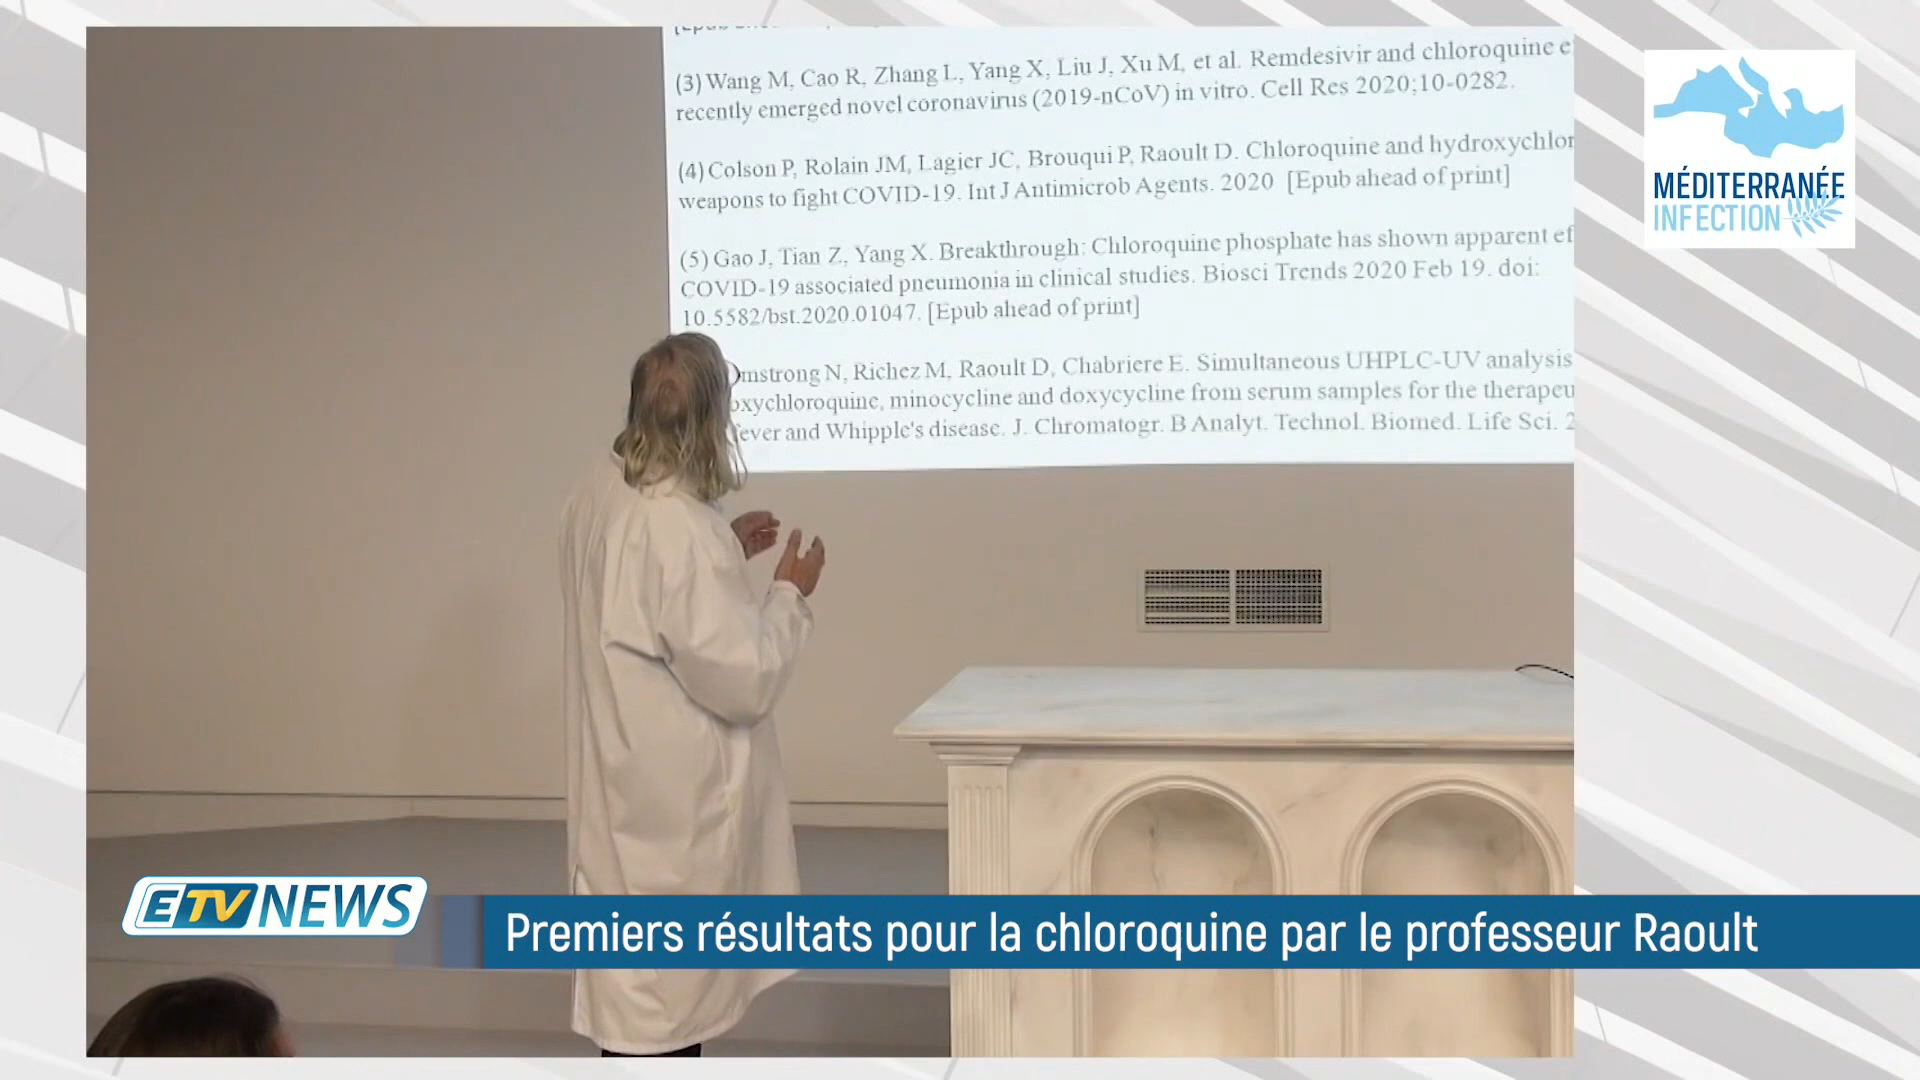 (3) Wang M, Cao R, Zhang L, Yang X, Liu J, Xu M, et al. Remdesivir and chloroquine e
recently emerged novel coronavirus (2019-nCoV) in vitro. Cell Res 2020;10-0282.
(4) Colson P, Rolain JM, Lagier JC, Brouqui P, Raoult D. Chloroquine and hydroxychlor
weapons to fight COVID-19. Int J Antimicrob Agents. 2020 [Epub ahead of print]
(5) Gao J, Tian Z, Yang X. Breakthrough: Chloroquine phosphate has shown apparent ef
COVID-19 associated pneumonia in clinical studies. Biosci Trends 2020 Feb 19. doi:
10.5582/bst.2020.01047. [Epub ahead of print]
mstrong N, Richez M, Raoult D, Chabriere E. Simultaneous UHPLC-UV analysis
oxychloroquine, minocycline and doxycycline from serum samples for the therapeu
fever and Whipple's disease. J. Chromatogr. B Analyt. Technol. Biomed. Life Sci. 2
MÉDITERRANÉE
INFECTION
ETV NEWS
Premiers résultats pour la chloroquine par le professeur Raoult